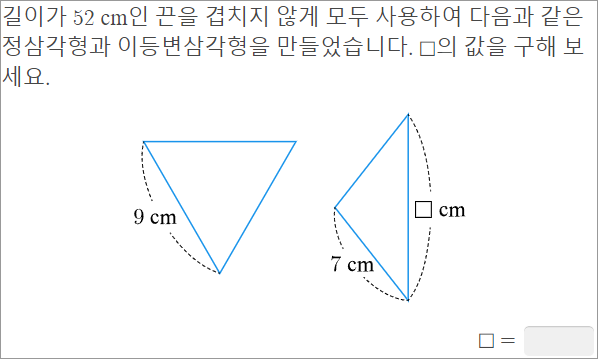 길이가 52 cm인 끈을 겹치지 않게 모두 사용하여 다음과 같은
정삼각형과 이등변삼각형을 만들었습니다. □의 값을 구해 보
세요.
9 cm
□ cm
7 cm
□ =